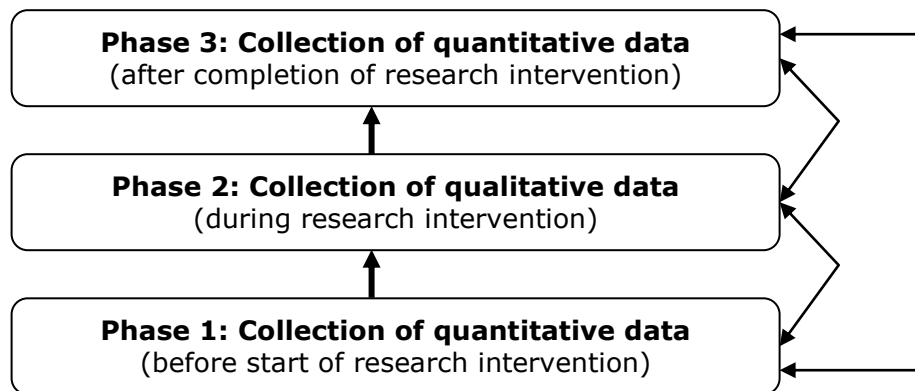 Phase 3: Collection of quantitative data
(after completion of research intervention)
Phase 2: Collection of qualitative data
(during research intervention)
Phase 1: Collection of quantitative data
(before start of research intervention)